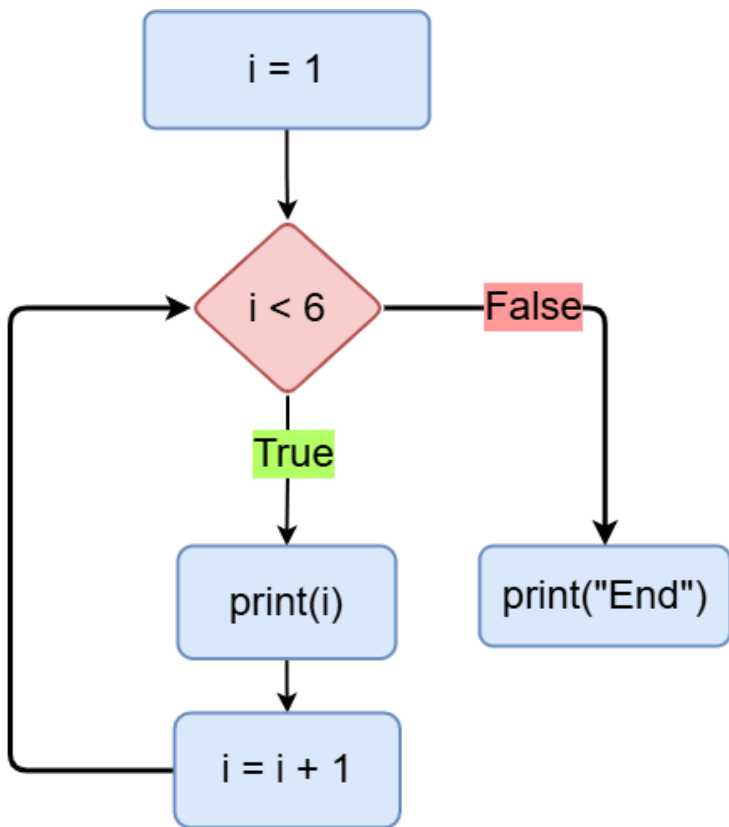 i = 1
i < 6
False
True
print(i)
print("End")
i = i + 1